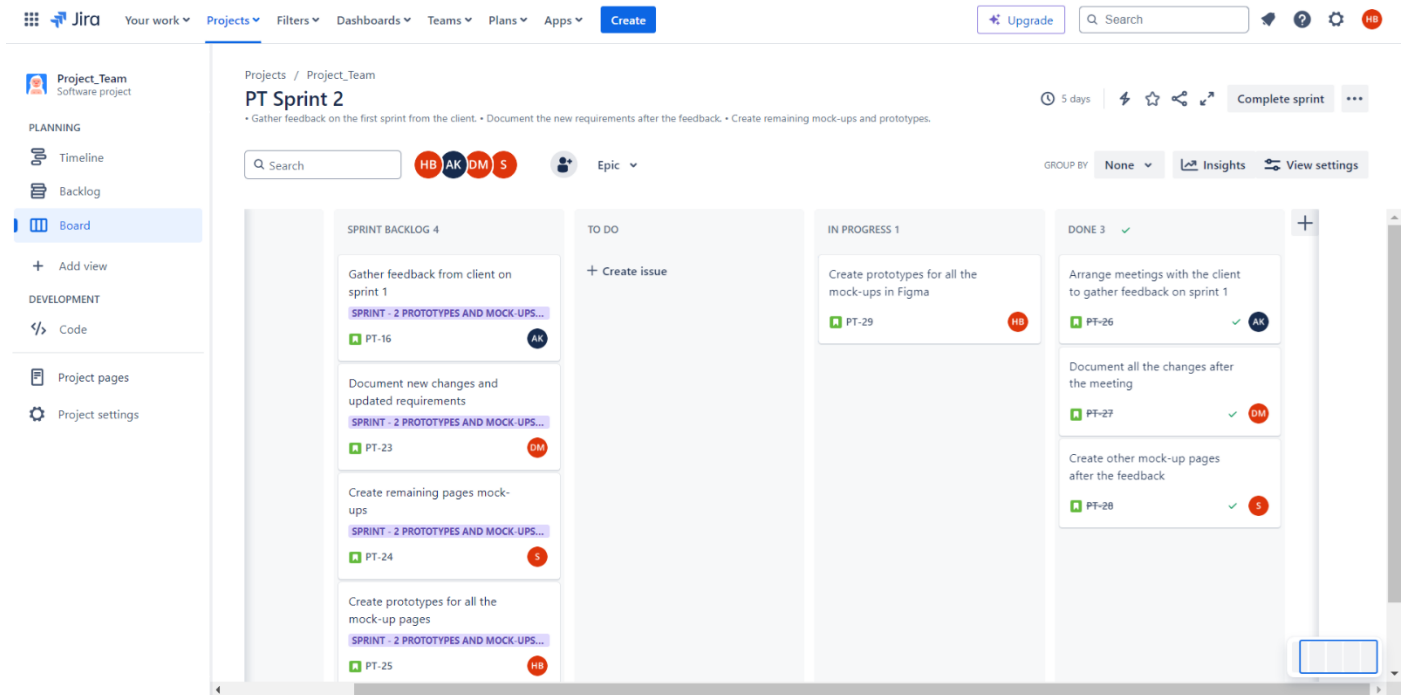 Jira
Your work
Projects
Filters
Dashboards
Teams
Plans
Apps
Create
Upgrade
Search
HB
Project_Team
Software project
PLANNING
Timeline
Backlog
Board
Add view
DEVELOPMENT
Code
Project pages
Project settings
Projects / Project_Team
PT Sprint 2
• Gather feedback on the first sprint from the client. • Document the new requirements after the feedback. • Create remaining mock-ups and prototypes.
5 days
Complete sprint
Search
HB AK DM S
Epic
GROUP BY None
Insights
View settings
SPRINT BACKLOG 4
Gather feedback from client on
sprint 1
SPRINT - 2 PROTOTYPES AND MOCK-UPS...
PT-16 AK
Document new changes and
updated requirements
SPRINT - 2 PROTOTYPES AND MOCK-UPS...
PT-23 DM
Create remaining pages mock-
ups
SPRINT - 2 PROTOTYPES AND MOCK-UPS...
PT-24 S
Create prototypes for all the
mock-up pages
SPRINT - 2 PROTOTYPES AND MOCK-UPS...
PT-25 HB
TO DO
+ Create issue
IN PROGRESS 1
Create prototypes for all the
mock-ups in Figma
PT-29 HB
DONE 3
Arrange meetings with the client
to gather feedback on sprint 1
PT-26 AK
Document all the changes after
the meeting
PT-27 DM
Create other mock-up pages
after the feedback
PT-28 S